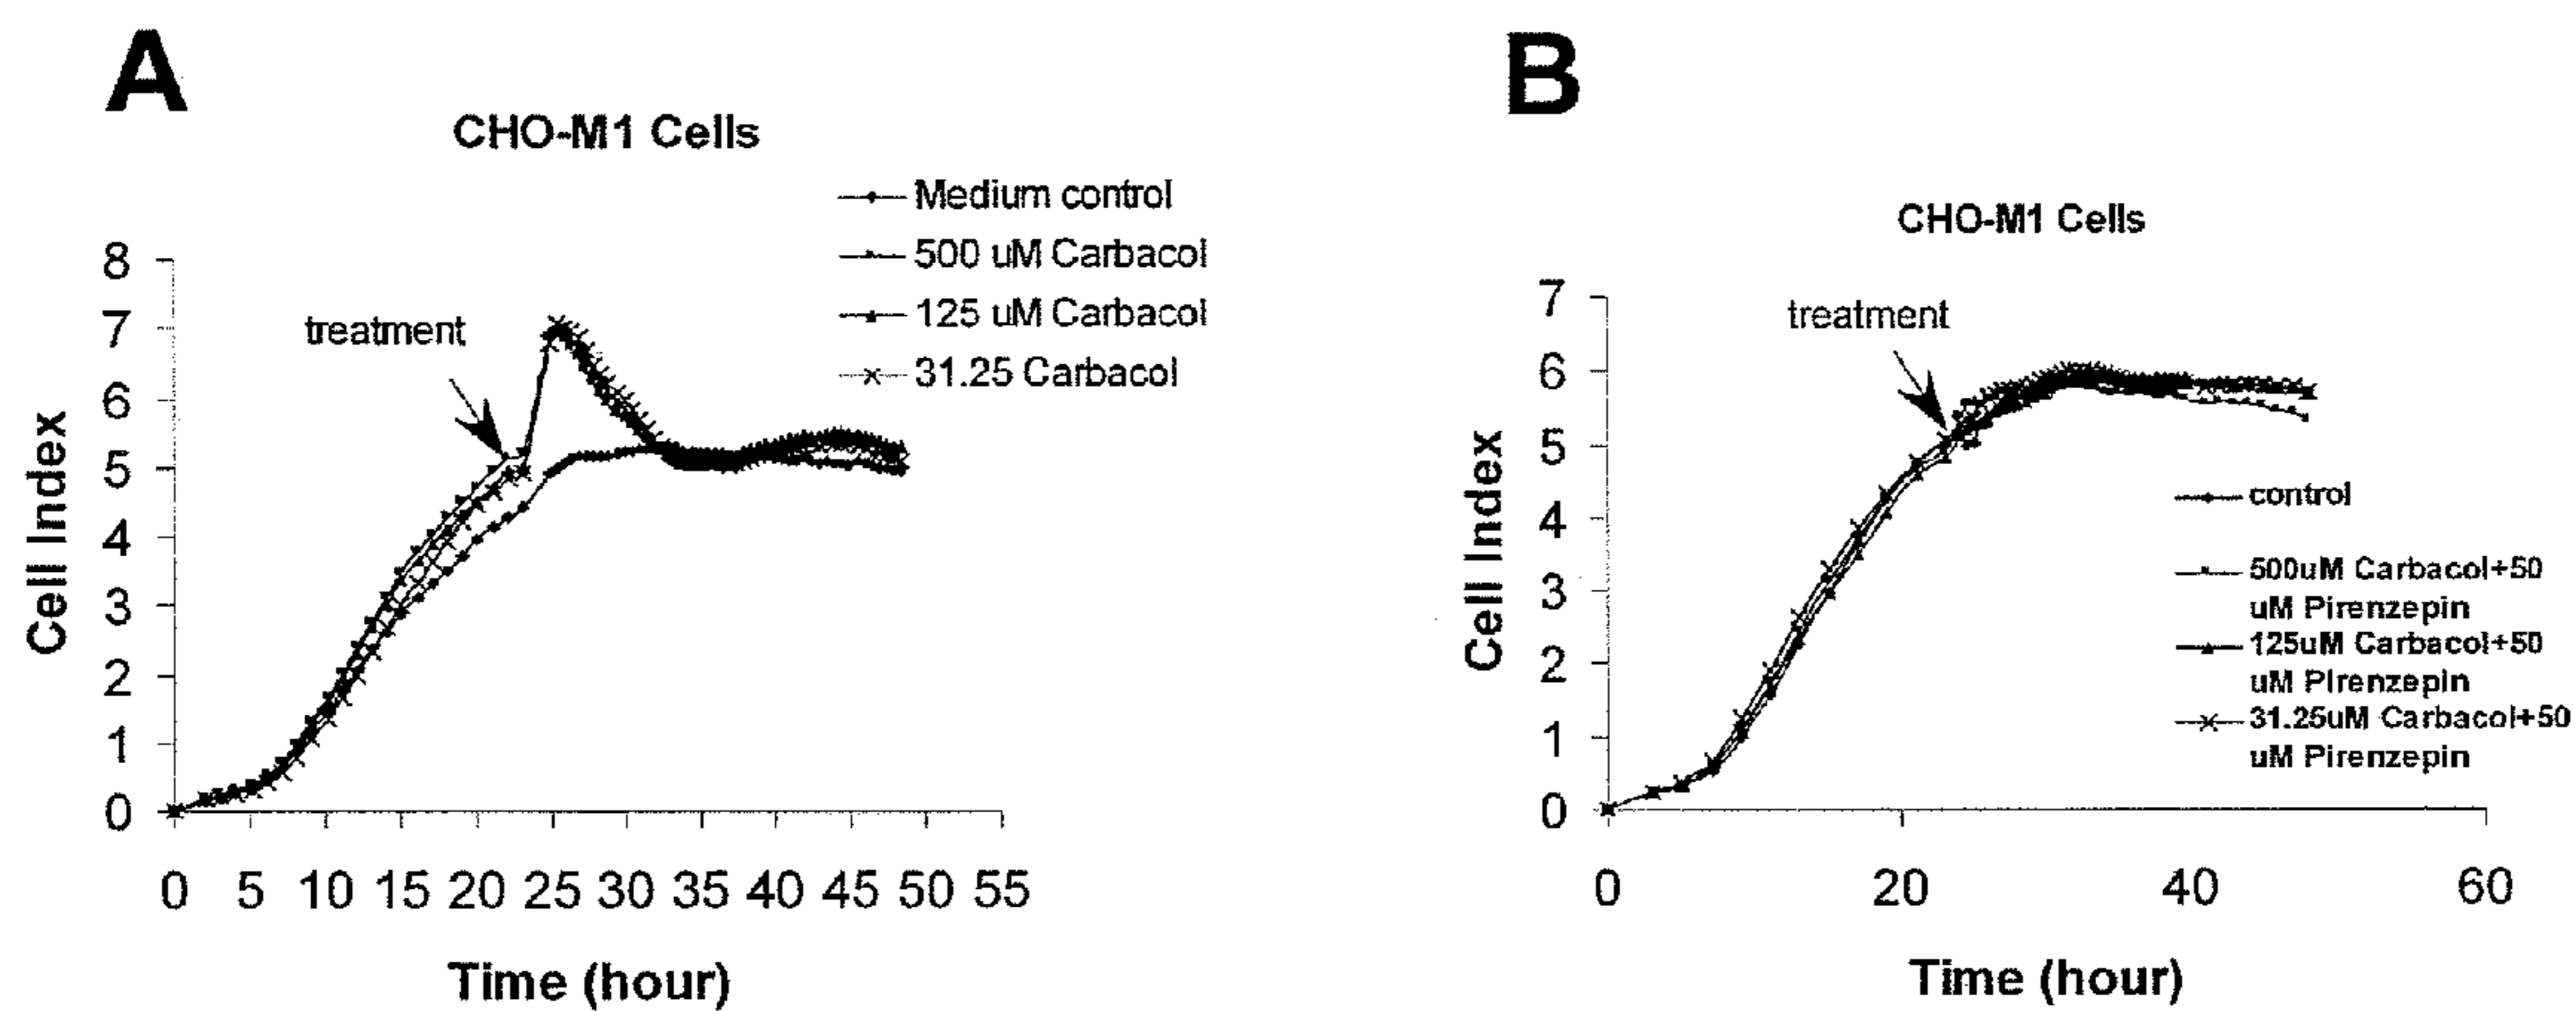 A
CHO-M1 Cells
Medium control
500 uM Carbacol
125 uM Carbacol
31.25 Carbacol
treatment
8
7
6
5
4
3
2
1
0
Cell Index
0 5 10 15 20 25 30 35 40 45 50 55
Time (hour)
B
CHO-M1 Cells
treatment
7
6
5
4
3
2
1
0
Cell Index
control
500uM Carbacol+50
uM Pirenzepin
125uM Carbacol+50
uM Pirenzepin
31.25uM Carbacol+50
uM Pirenzepin
0 20 40 60
Time (hour)